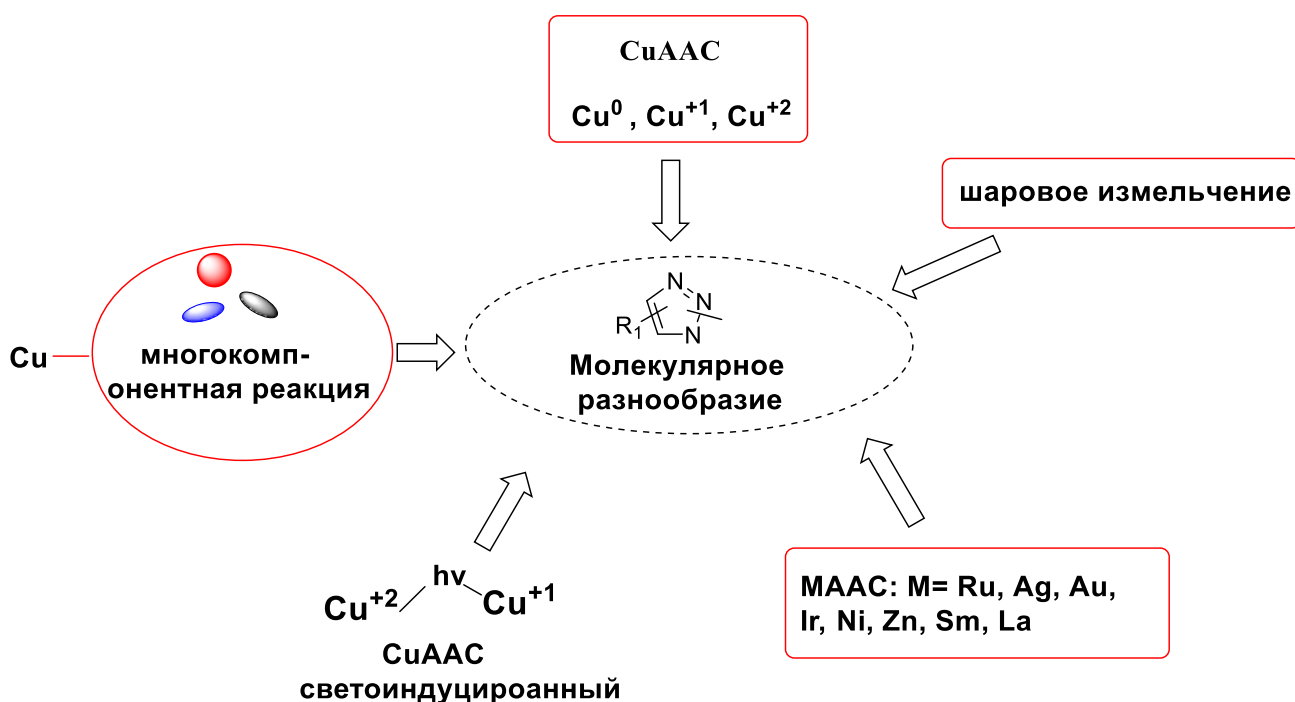 CuAAC
Cu⁰ , Cu⁺¹, Cu⁺²
шаровое измельчение
N
N
N
R₁
Молекулярное
разнообразие
Cu
многокомп-
онентная реакция
hv
Cu⁺²
Cu⁺¹
CuAAC
светоиндуцироанный
MAAC: M= Ru, Ag, Au,
Ir, Ni, Zn, Sm, La